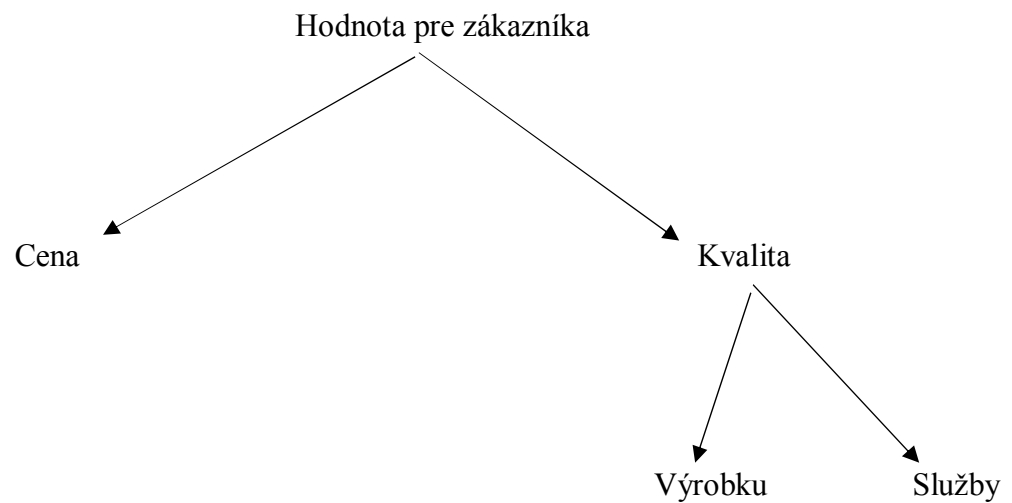 Hodnota pre zákazníka
Cena
Kvalita
Výrobku
Služby